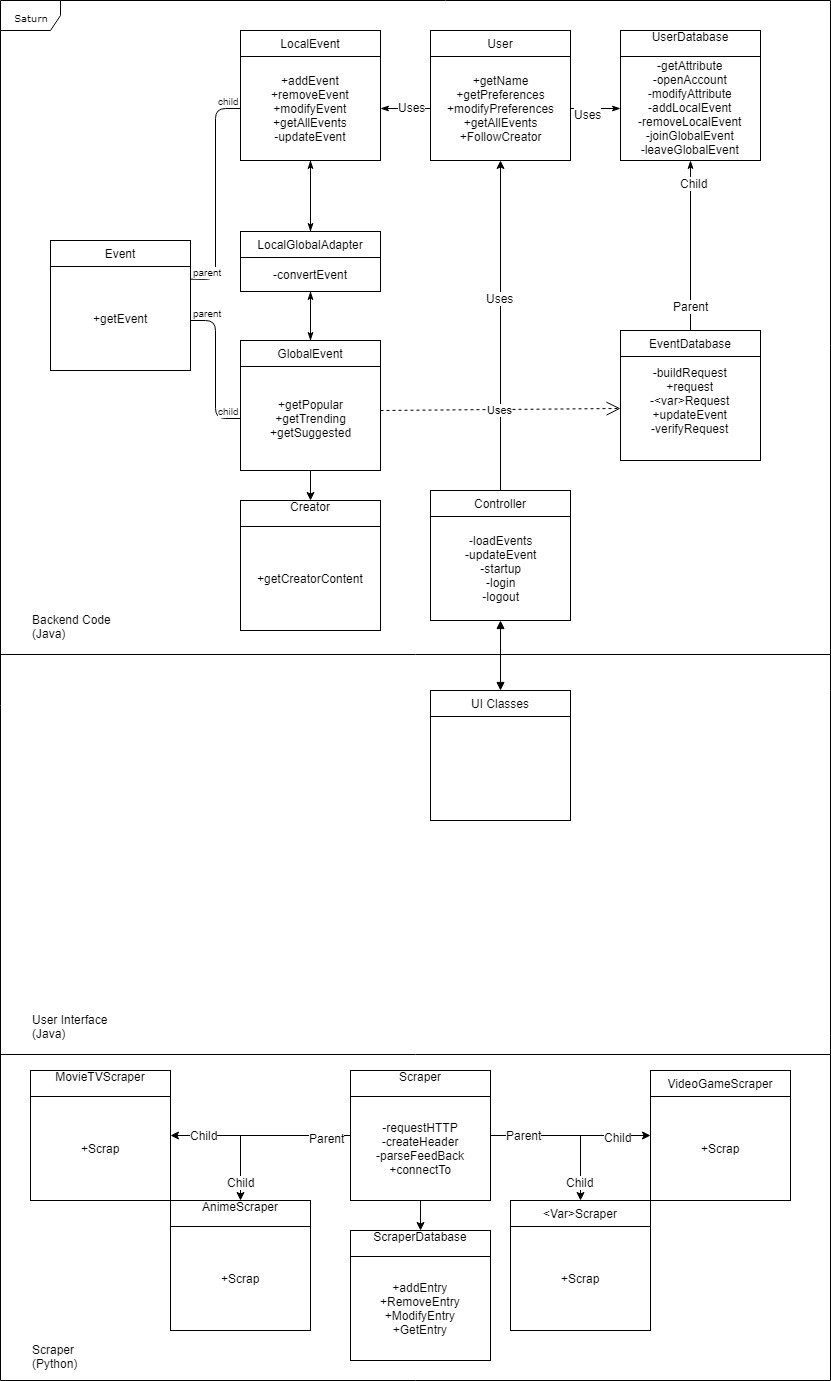 Saturn
LocalEvent
+addEvent
+removeEvent
+modifyEvent
+getAllEvents
-updateEvent
User
+getName
+getPreferences
+modifyPreferences
+getAllEvents
+FollowCreator
UserDatabase
-getAttribute
-openAccount
-modifyAttribute
-addLocalEvent
-removeLocalEvent
-joinGlobalEvent
-leaveGlobalEvent
child
Uses
Uses
Child
LocalGlobalAdapter
-convertEvent
Event
+getEvent
parent
parent
child
Uses
Parent
GlobalEvent
+getPopular
+getTrending
+getSuggested
Uses
EventDatabase
-buildRequest
+request
-<var>Request
+updateEvent
-verifyRequest
Creator
+getCreatorContent
Controller
-loadEvents
-updateEvent
-startup
-login
-logout
Backend Code
(Java)
UI Classes
User Interface
(Java)
MovieTVScraper
+Scrap
Scraper
-requestHTTP
-createHeader
-parseFeedBack
+connectTo
VideoGameScraper
+Scrap
Child
Parent
Parent
Child
Child
Child
AnimeScraper
+Scrap
ScraperDatabase
+addEntry
+RemoveEntry
+ModifyEntry
+GetEntry
<Var>Scraper
+Scrap
Scraper
(Python)